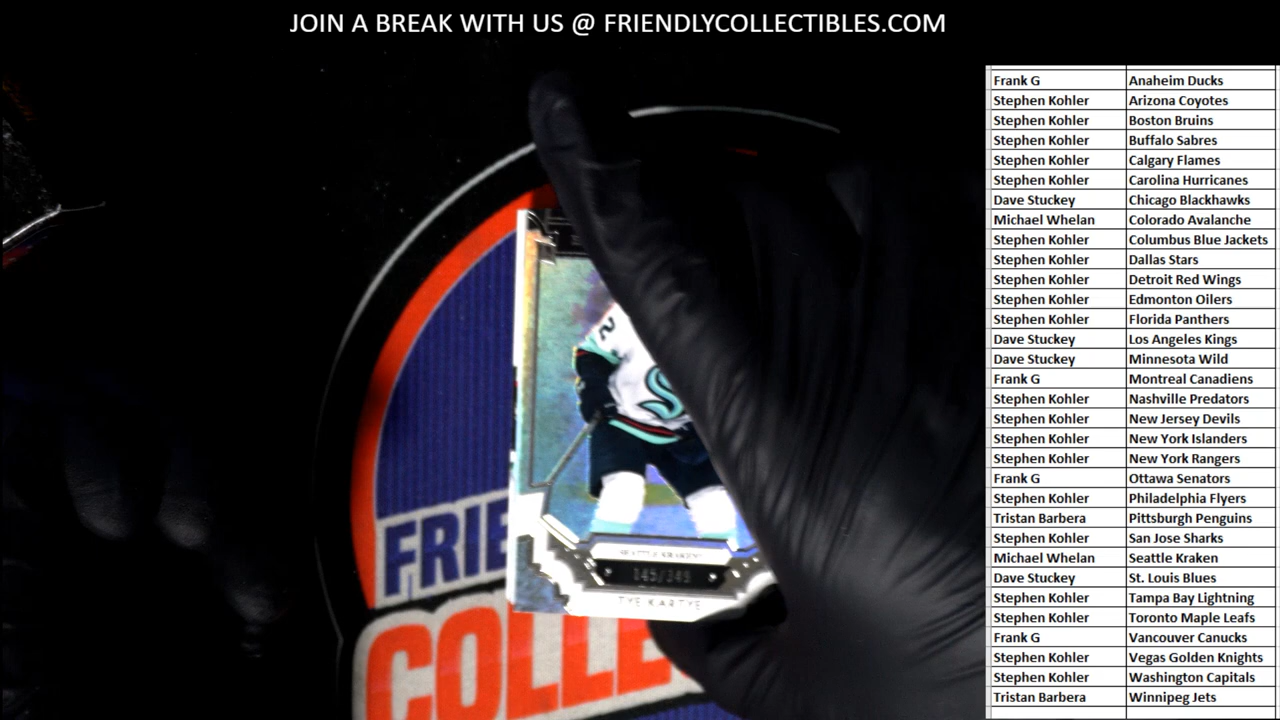 JOIN A BREAK WITH US @ FRIENDLYCOLLECTIBLES.COM
Frank G Anaheim Ducks
Stephen Kohler Arizona Coyotes
Stephen Kohler Boston Bruins
Stephen Kohler Buffalo Sabres
Stephen Kohler Calgary Flames
Stephen Kohler Carolina Hurricanes
Dave Stuckey Chicago Blackhawks
Michael Whelan Colorado Avalanche
Stephen Kohler Columbus Blue Jackets
Stephen Kohler Dallas Stars
Stephen Kohler Detroit Red Wings
Stephen Kohler Edmonton Oilers
Stephen Kohler Florida Panthers
Dave Stuckey Los Angeles Kings
Dave Stuckey Minnesota Wild
Frank G Montreal Canadiens
Stephen Kohler Nashville Predators
Stephen Kohler New Jersey Devils
Stephen Kohler New York Islanders
Stephen Kohler New York Rangers
Frank G Ottawa Senators
Stephen Kohler Philadelphia Flyers
Tristan Barbera Pittsburgh Penguins
Stephen Kohler San Jose Sharks
Michael Whelan Seattle Kraken
Dave Stuckey St. Louis Blues
Stephen Kohler Tampa Bay Lightning
Stephen Kohler Toronto Maple Leafs
Frank G Vancouver Canucks
Stephen Kohler Vegas Golden Knights
Stephen Kohler Washington Capitals
Tristan Barbera Winnipeg Jets
2
S
SEATTLE KRAKEN
145/349
TYE KARTYE
FRIE
COLLE